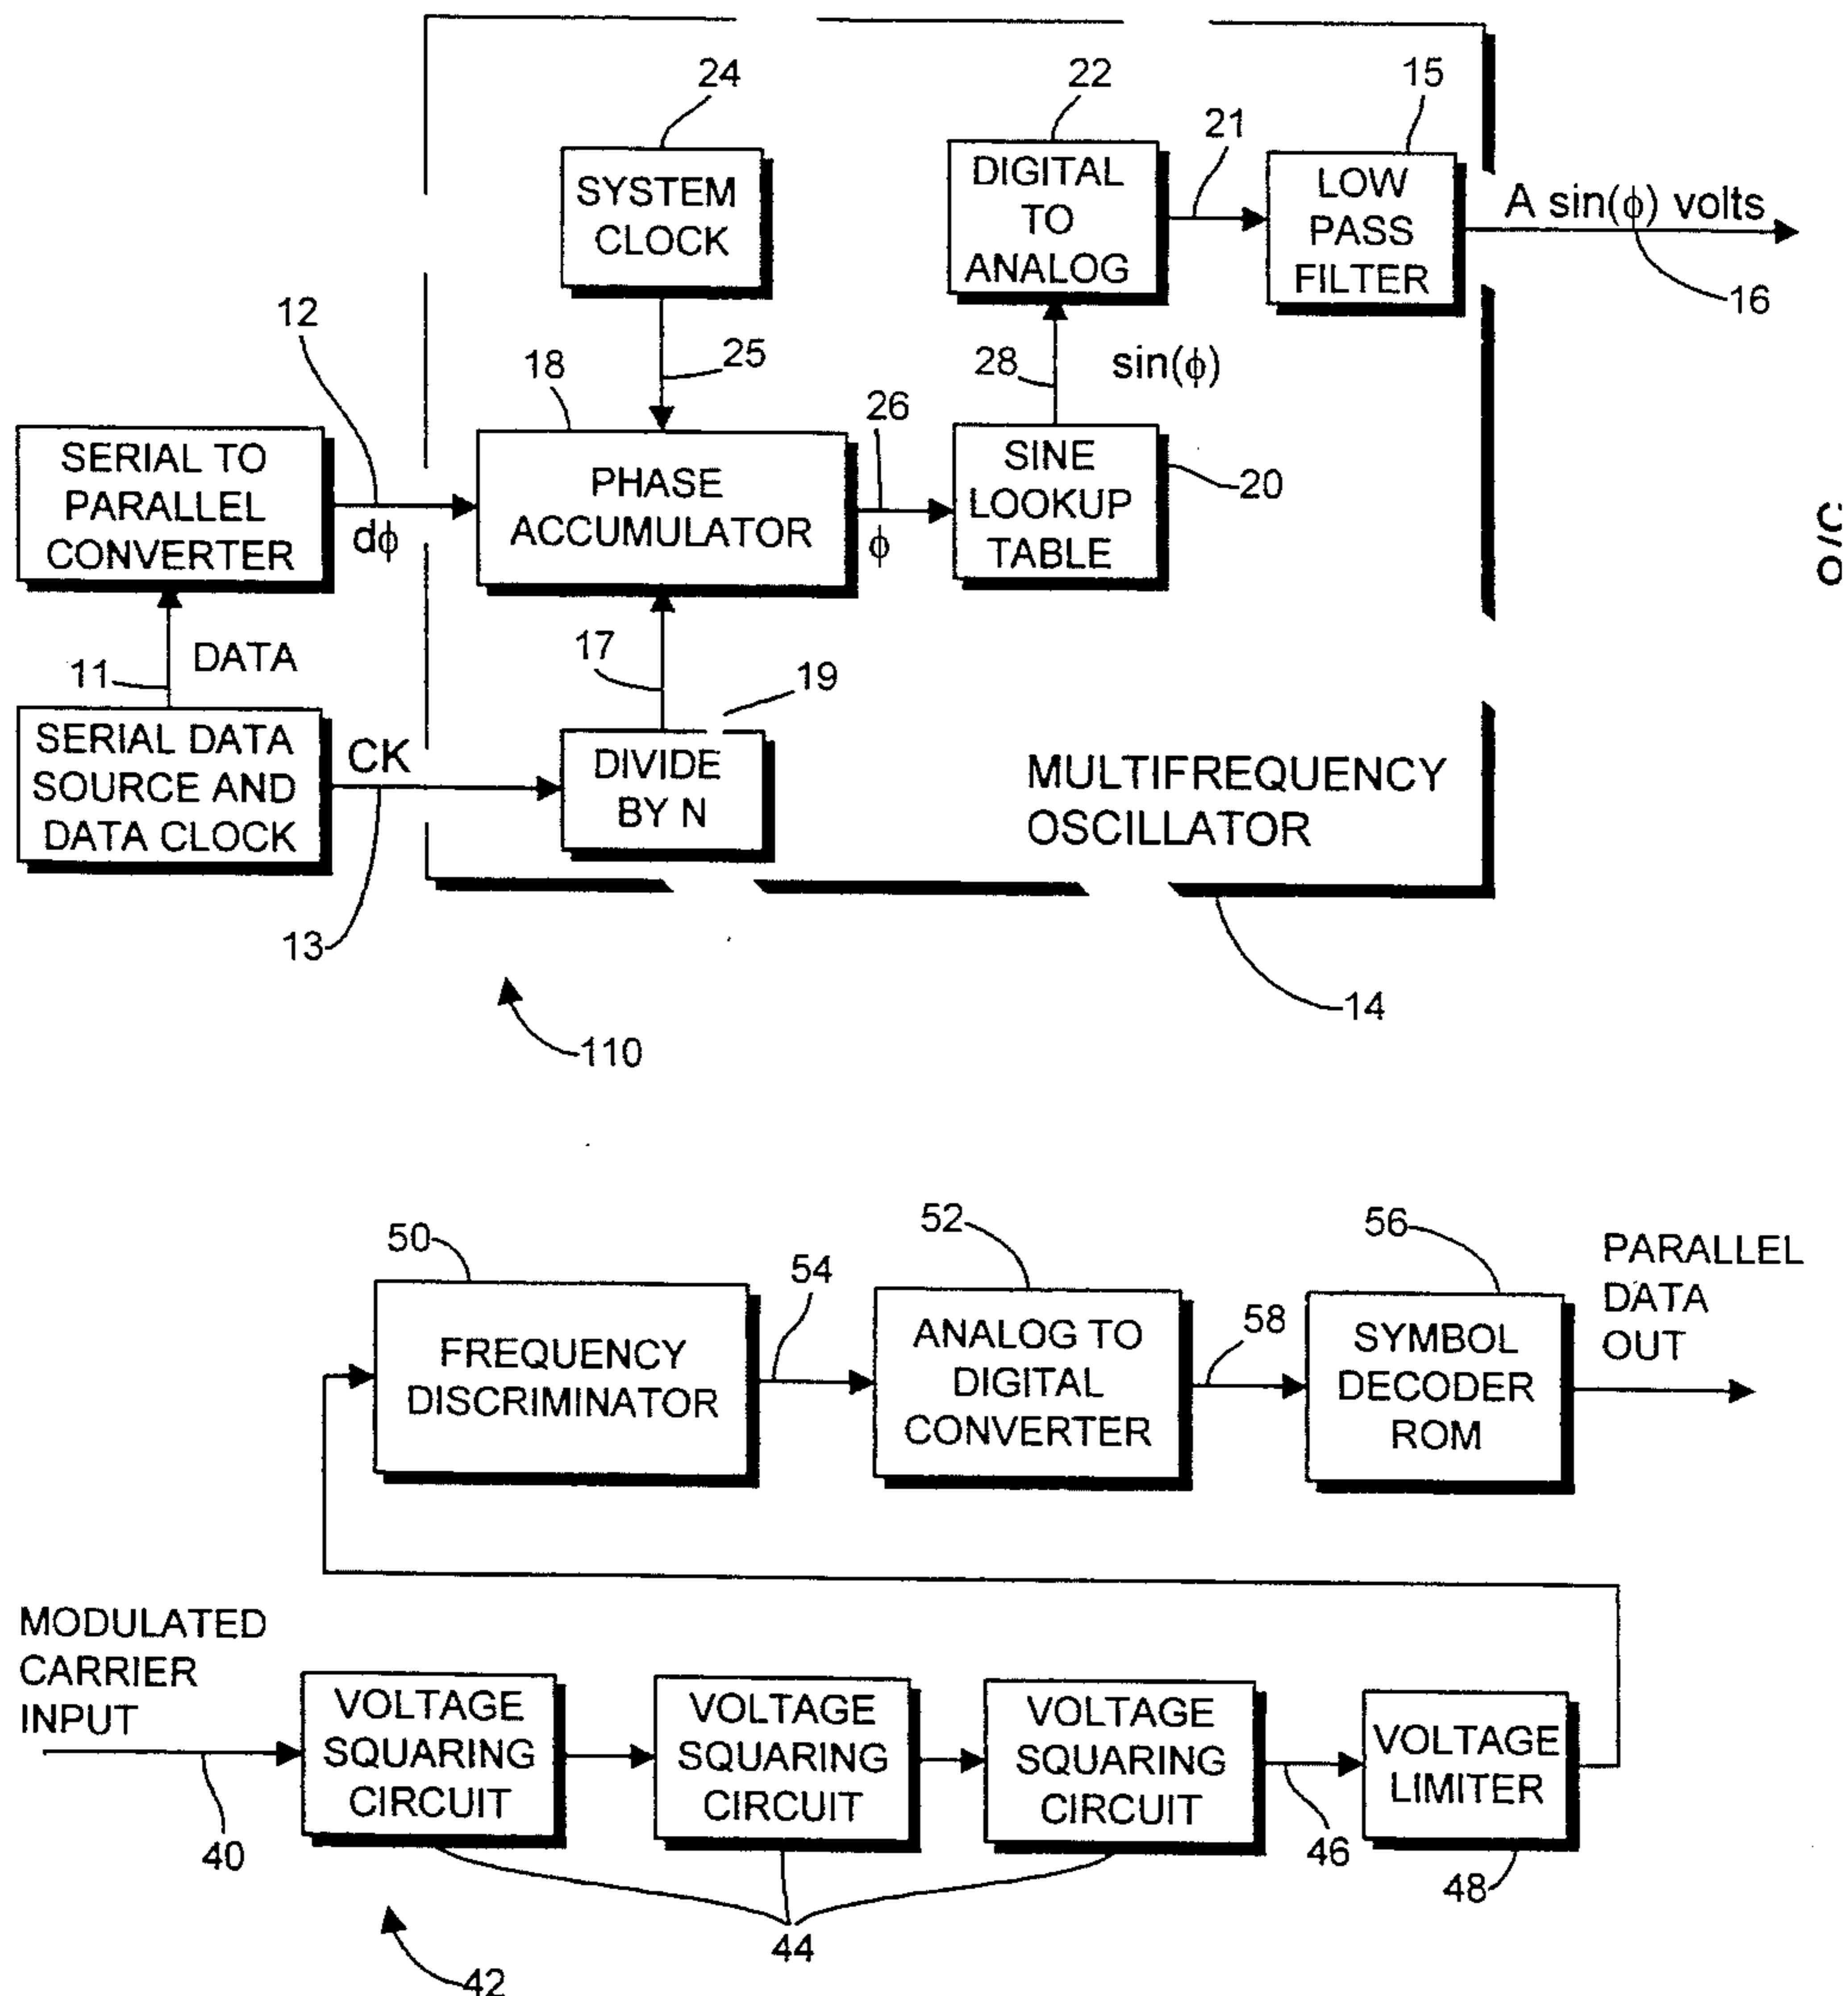 24
SYSTEM
CLOCK
25
22
DIGITAL
TO
ANALOG
21
15
LOW
PASS
FILTER
A sin(ϕ) volts
16
12
SERIAL TO
PARALLEL
CONVERTER
dϕ
18
PHASE
ACCUMULATOR
26
ϕ
28
sin(ϕ)
SINE
LOOKUP
TABLE
20
11
DATA
SERIAL DATA
SOURCE AND
DATA CLOCK
CK
13
17
19
DIVIDE
BY N
MULTIFREQUENCY
OSCILLATOR
14
110
50
FREQUENCY
DISCRIMINATOR
54
52
ANALOG TO
DIGITAL
CONVERTER
58
56
SYMBOL
DECODER
ROM
PARALLEL
DATA
OUT
MODULATED
CARRIER
INPUT
40
VOLTAGE
SQUARING
CIRCUIT
VOLTAGE
SQUARING
CIRCUIT
VOLTAGE
SQUARING
CIRCUIT
44
46
VOLTAGE
LIMITER
48
42